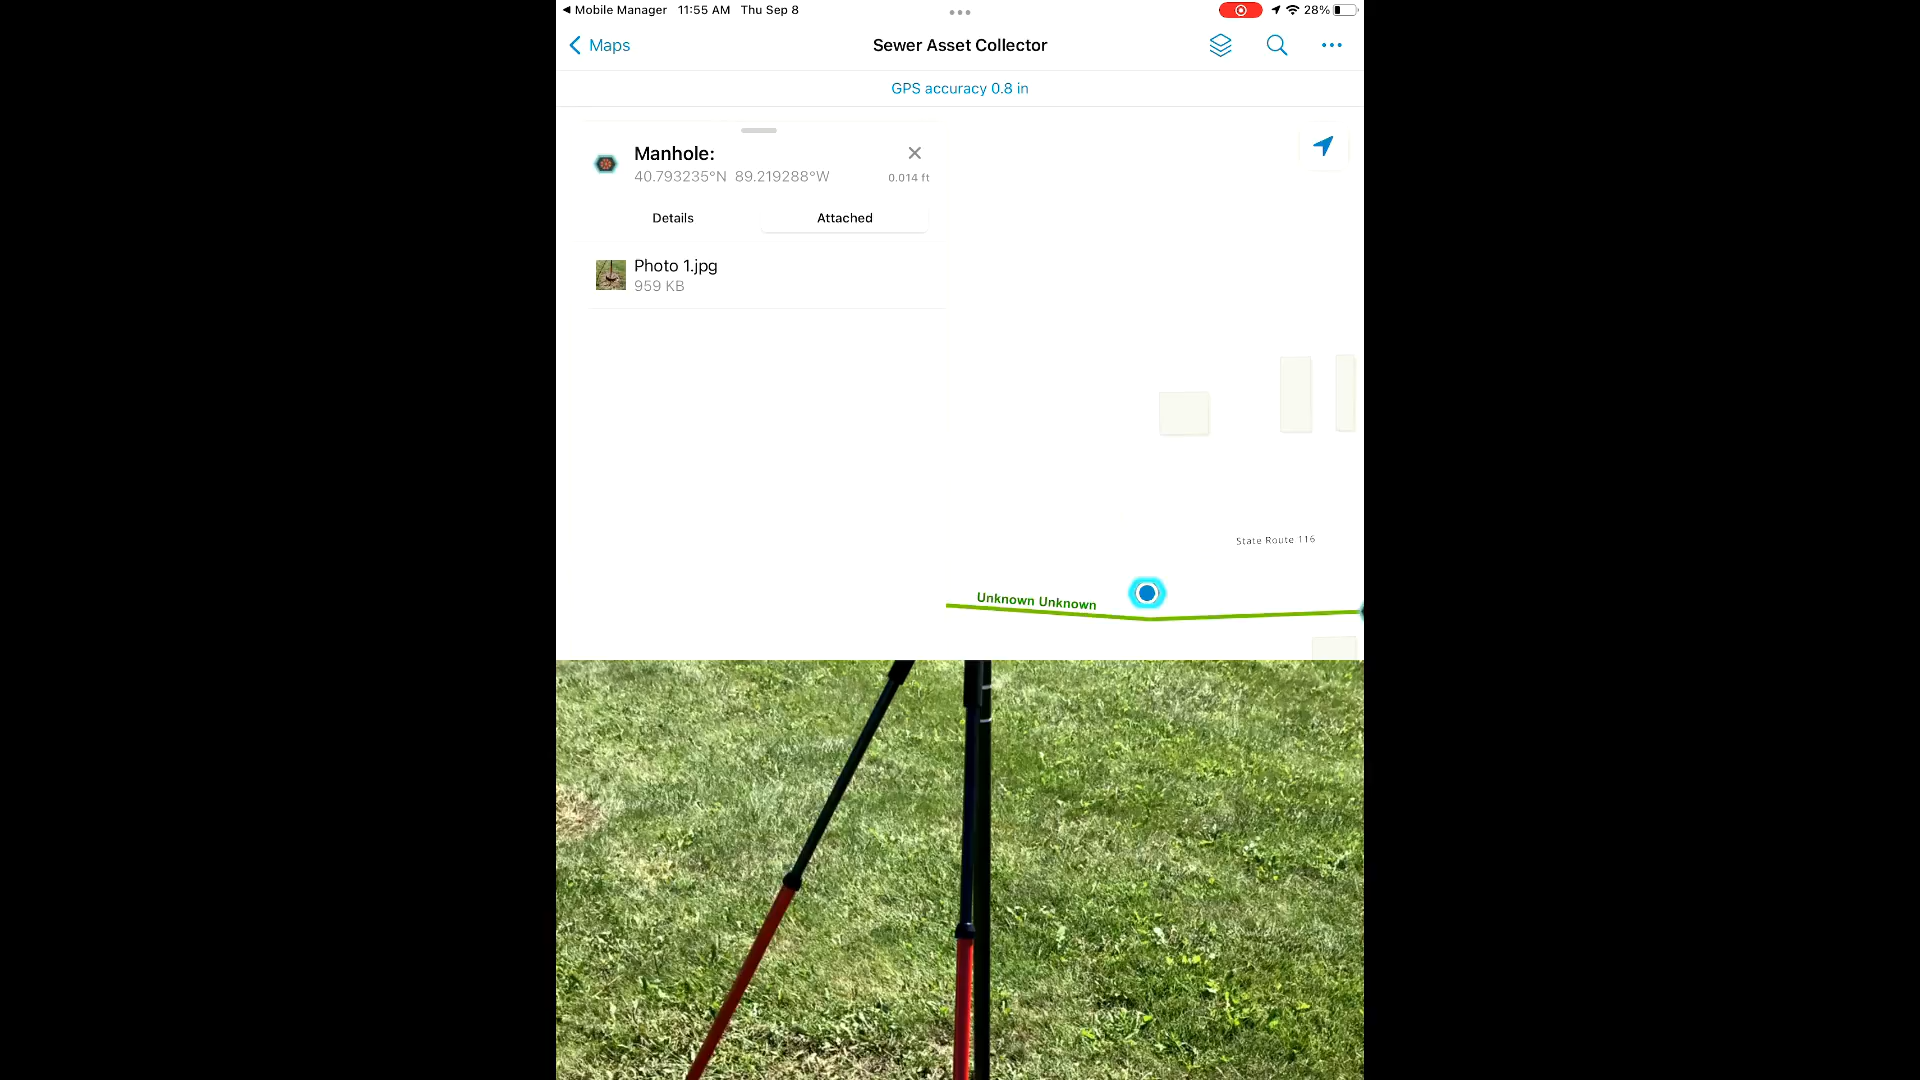 Mobile Manager 11:55 AM Thu Sep 8
28%
Maps
Sewer Asset Collector
GPS accuracy 0.8 in
Manhole:
40.793235°N 89.219288°W
0.014 ft
Details
Attached
Photo 1.jpg
959 KB
State Route 116
Unknown Unknown